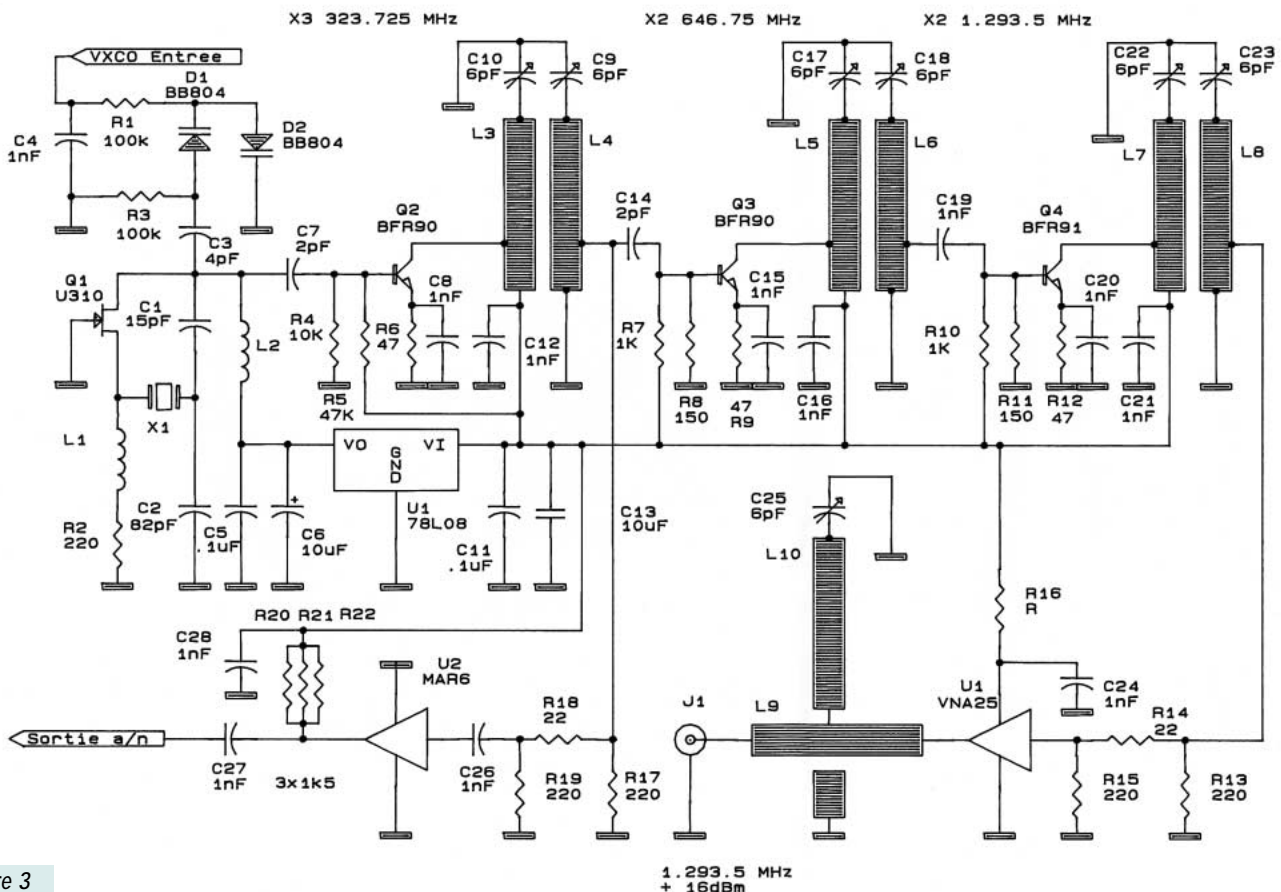 X3 323.725 MHz
X2 646.75 MHz
X2 1.293.5 MHz
VXCO Entree
D1
BB804
R1
100k
D2
BB804
C4
1nF
R3
100k
C3
4pF
C10
6pF
C9
6pF
L3
L4
C17
6pF
C18
6pF
L5
L6
C22
6pF
C23
6pF
L7
L8
Q1
U310
C1
15pF
L2
C7
2pF
Q2
BFR90
C8
1nF
R4
10K
R6
47
R5
47K
C12
1nF
C14
2pF
Q3
BFR90
C15
1nF
R7
1K
R8
150
47
R9
C16
1nF
C19
1nF
Q4
BFR91
C20
1nF
R10
1K
R11
150
R12
47
C21
1nF
X1
L1
R2
220
C2
82pF
C5
.1uF
C6
10uF
VO
GND
VI
U1
78L08
C11
.1uF
C13
10uF
C25
6pF
L10
R16
R
C24
1nF
U1
VNA25
R14
22
R15
220
R13
220
L9
J1
R20
R21
R22
C28
1nF
U2
MAR6
R18
22
R19
220
R17
220
C26
1nF
3x1k5
C27
1nF
Sortie a/n
1.293.5 MHz
+ 16dBm
re 3